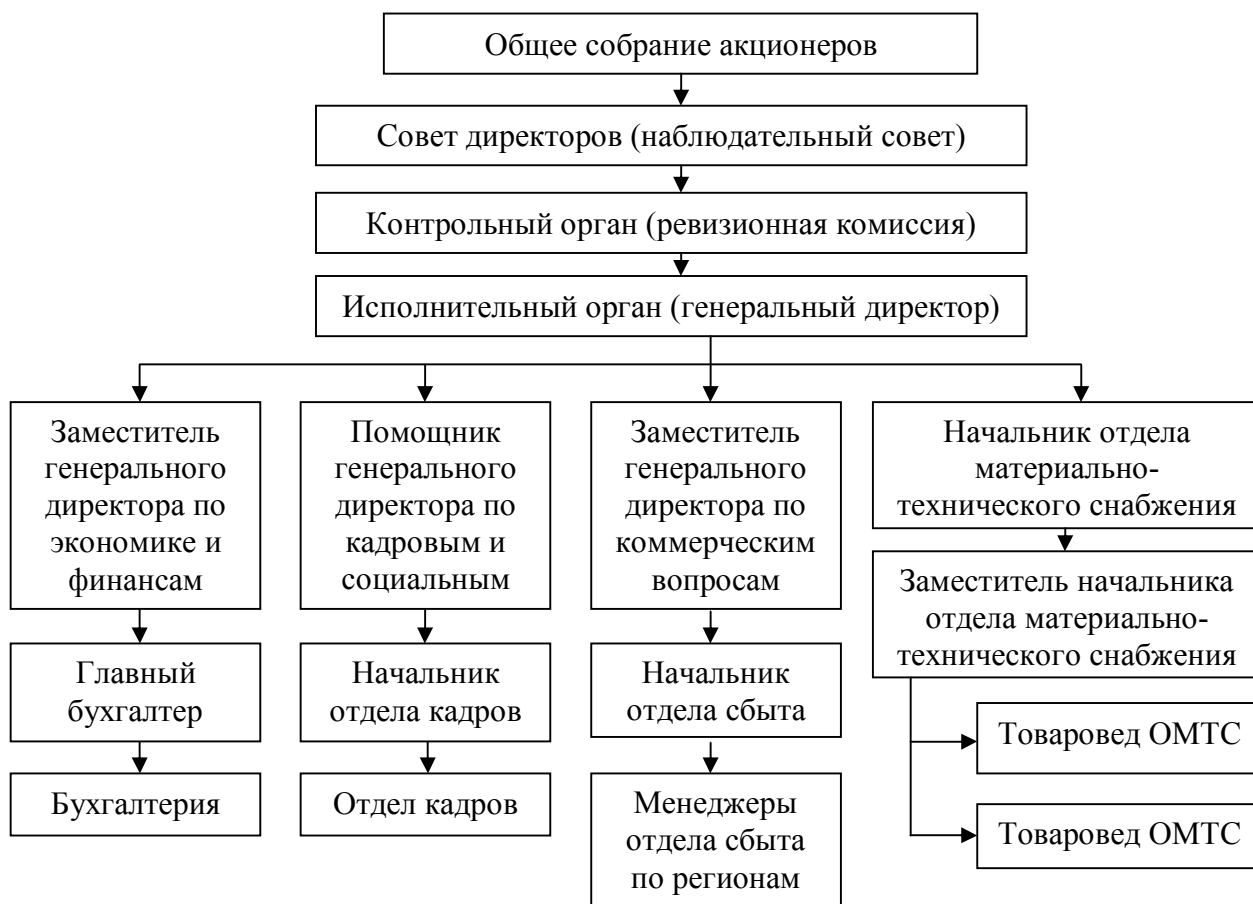 Общее собрание акционеров
Совет директоров (наблюдательный совет)
Контрольный орган (ревизионная комиссия)
Исполнительный орган (генеральный директор)
Заместитель
генерального
директора по
экономике и
финансам
Помощник
генерального
директора по
кадровым и
социальным
Заместитель
генерального
директора по
коммерческим
вопросам
Начальник отдела
материально-
технического снабжения
Заместитель начальника
отдела материально-
технического снабжения
Главный
бухгалтер
Начальник
отдела кадров
Начальник
отдела сбыта
Товаровед ОМТС
Бухгалтерия
Отдел кадров
Менеджеры
отдела сбыта
по регионам
Товаровед ОМТС